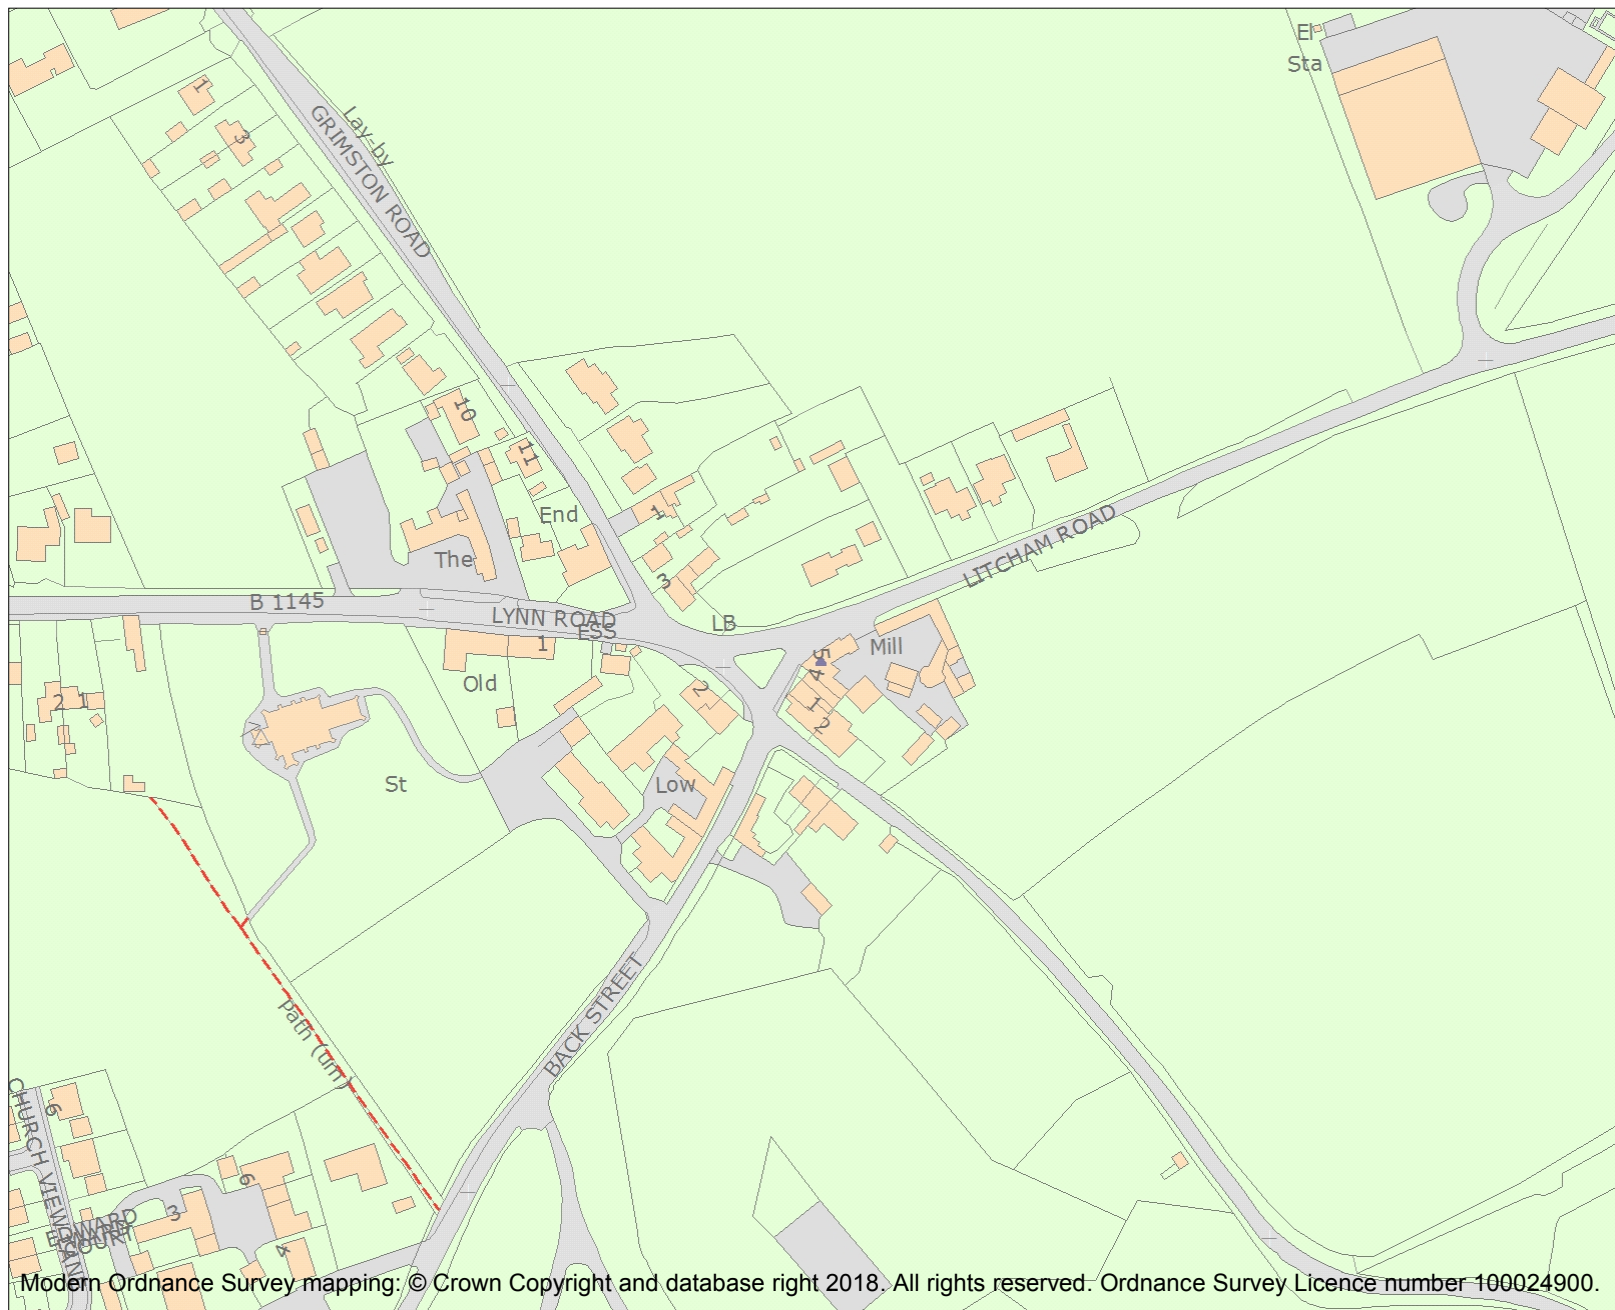 El
Sta
1
Lay-by
GRIMSTON ROAD
3
10
11
End
1
The
3
B 1145
LYNN ROAD
ESS
LB
1
Mill
5
4
Old
2
2 1
1
2
St
Low
BACK STREET
LITCHAM ROAD
Path (um)
CHURCH VIEW
6
6
3
4
COURT
Modern Ordnance Survey mapping: © Crown Copyright and database right 2018. All rights reserved. Ordnance Survey Licence number 100024900.